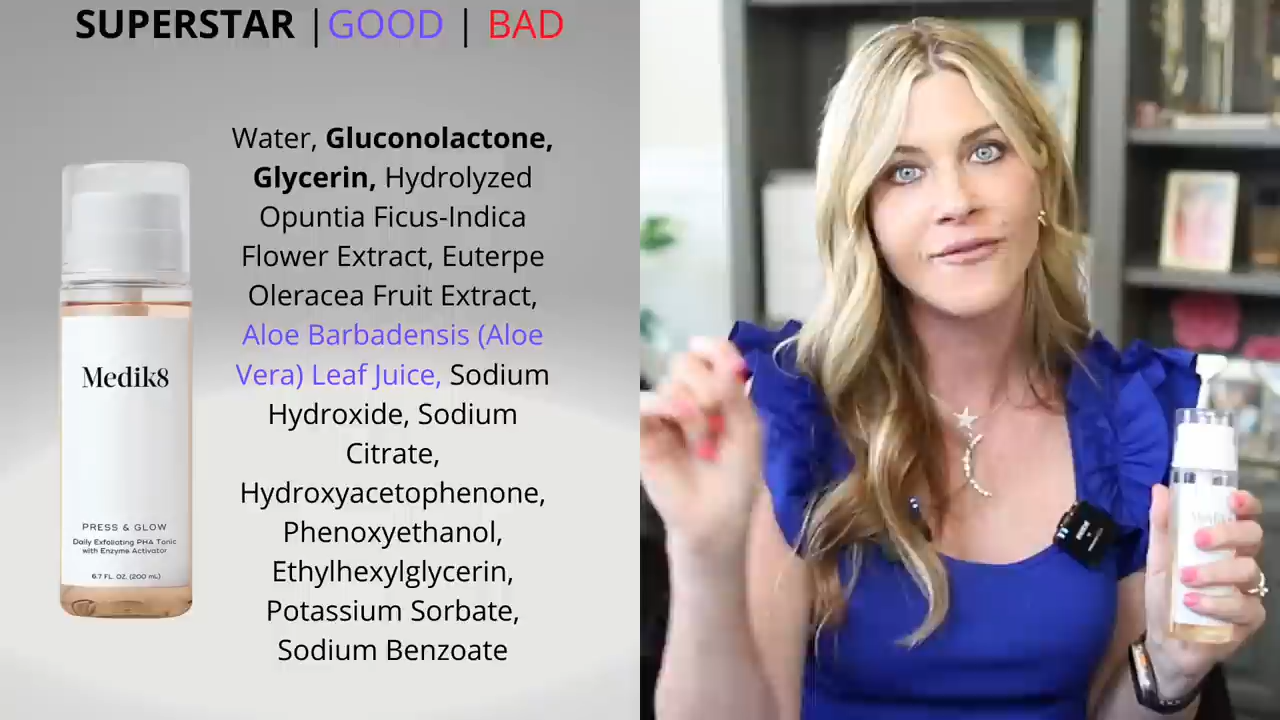 SUPERSTAR | GOOD | BAD
Water, Gluconolactone,
Glycerin, Hydrolyzed
Opuntia Ficus-Indica
Flower Extract, Euterpe
Oleracea Fruit Extract,
Aloe Barbadensis (Aloe
Vera) Leaf Juice, Sodium
Hydroxide, Sodium
Citrate,
Hydroxyacetophenone,
Phenoxyethanol,
Ethylhexylglycerin,
Potassium Sorbate,
Sodium Benzoate
Medik8
PRESS & GLOW
Daily Exfoliating PHA Tonic
with Enzyme Activator
6.7 FL. OZ. (200 mL)